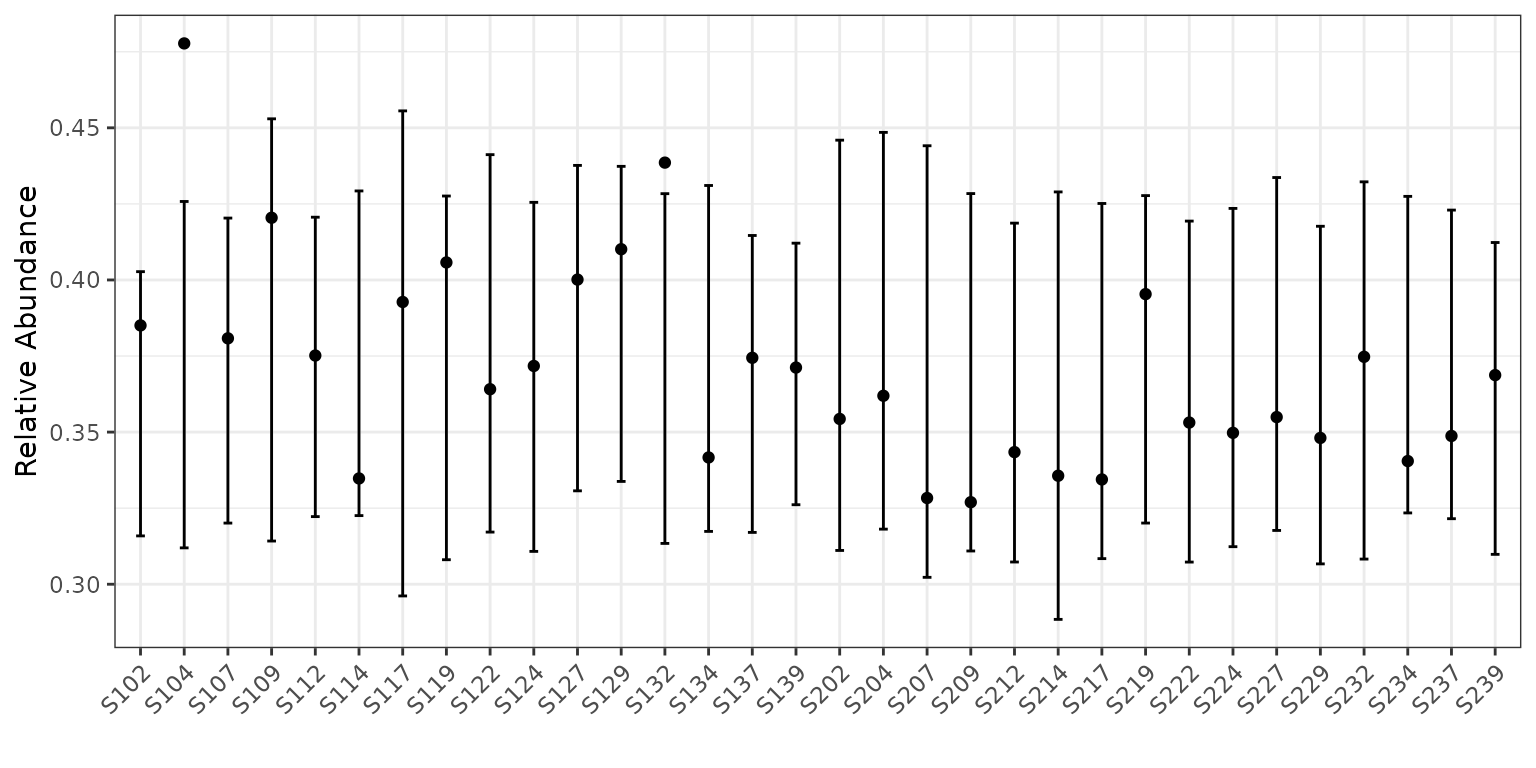 Relative Abundance
0.45
0.40
0.35
0.30
S102
S104
S107
S109
S112
S114
S117
S119
S122
S124
S127
S129
S132
S134
S137
S139
S202
S204
S207
S209
S212
S214
S217
S219
S222
S224
S227
S229
S232
S234
S237
S239